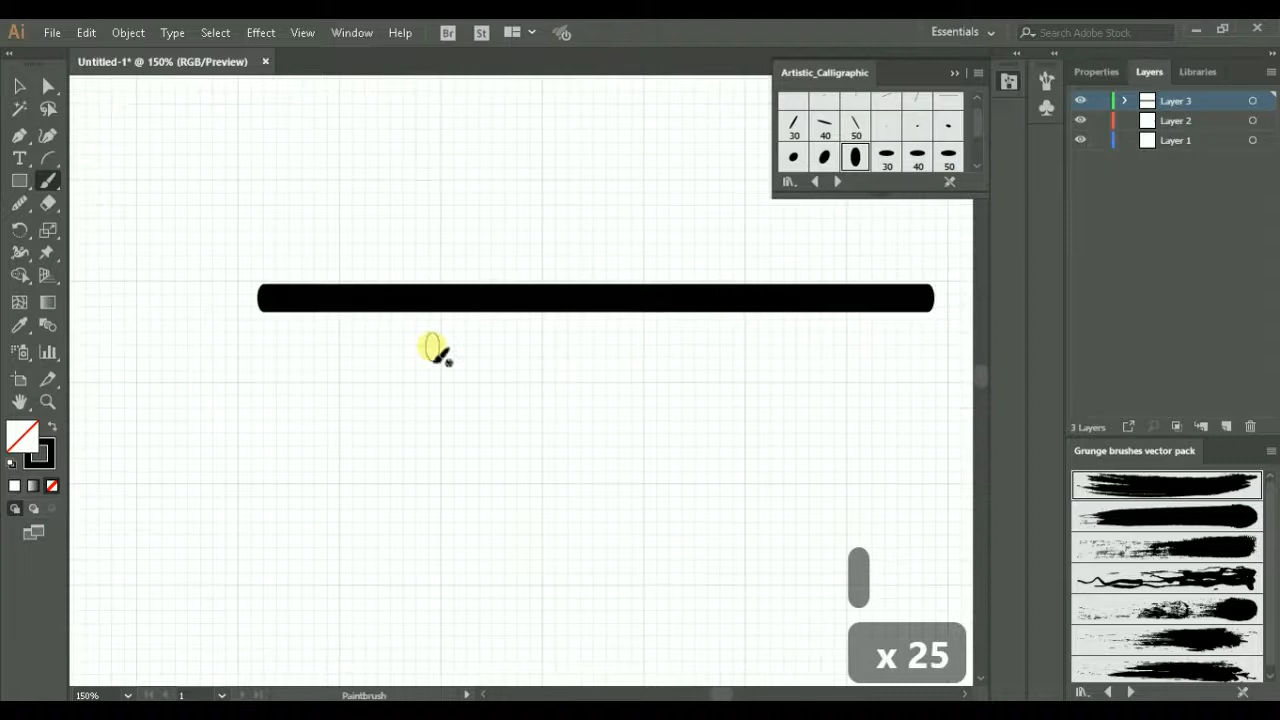 Ai File Edit Object Type Select Effect View Window Help Br St Essentials Search Adobe Stock
Untitled-1* @ 150% (RGB/Preview) ×
Artistic_Calligraphic
30 40 50
30 40 50
Properties Layers Libraries
Layer 3
Layer 2
Layer 1
3 Layers
Grunge brushes vector pack
x 25
150% 1 Paintbrush